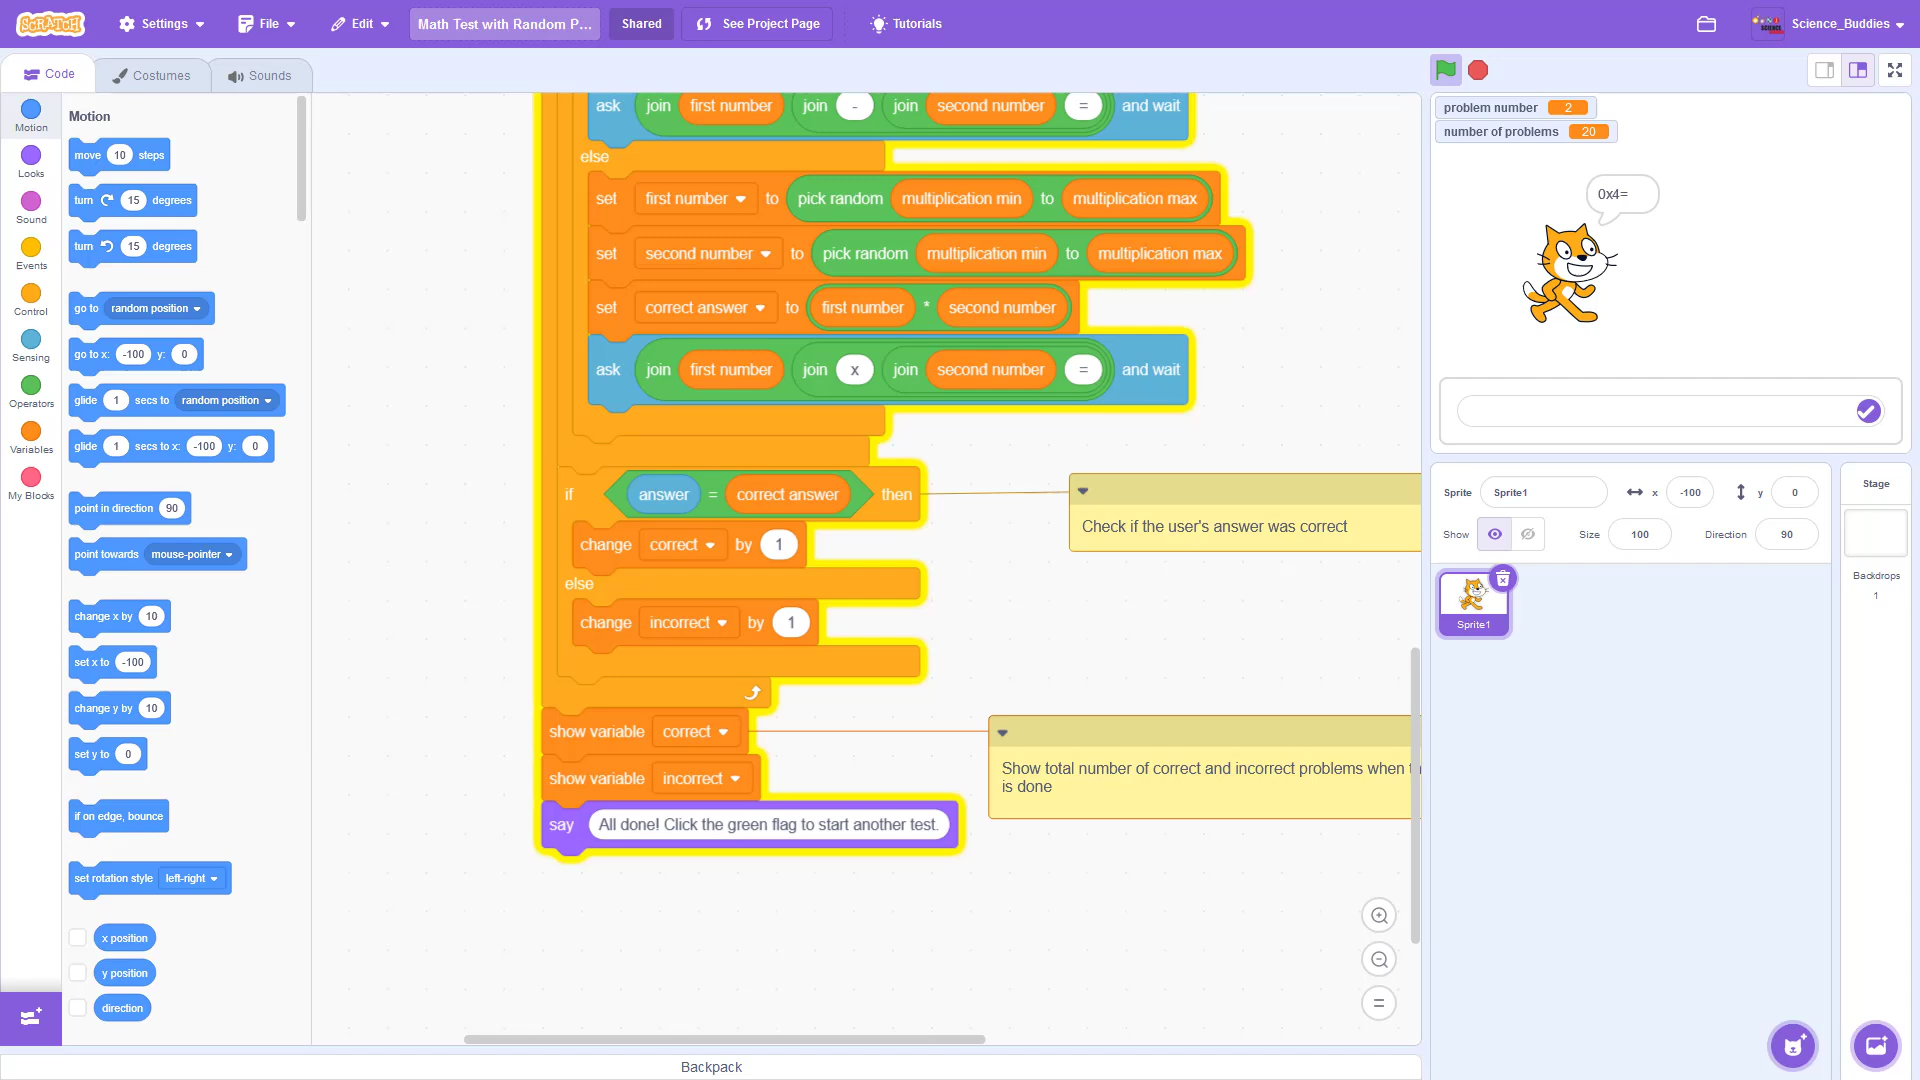 SCRATCH
Settings
File
Edit
Math Test with Random P...
Shared
See Project Page
Tutorials
Science_Buddies
Code
Costumes
Sounds
Motion
Looks
Sound
Events
Control
Sensing
Operators
Variables
My Blocks
Motion
move 10 steps
turn 15 degrees
turn 15 degrees
go to random position
go to x: -100 y: 0
glide 1 secs to random position
glide 1 secs to x: -100 y: 0
point in direction 90
point towards mouse-pointer
change x by 10
set x to -100
change y by 10
set y to 0
if on edge, bounce
set rotation style left-right
x position
y position
direction
ask join first number join - join second number = and wait
else
set first number to pick random multiplication min to multiplication max
set second number to pick random multiplication min to multiplication max
set correct answer to first number * second number
ask join first number join x join second number = and wait
if answer = correct answer then
change correct by 1
else
change incorrect by 1
show variable correct
show variable incorrect
say All done! Click the green flag to start another test.
Check if the user's answer was correct
Show total number of correct and incorrect problems when
is done
Backpack
problem number 2
number of problems 20
0x4=
Sprite Sprite1 x -100 y 0
Show Size 100 Direction 90
Sprite1
Stage
Backdrops
1